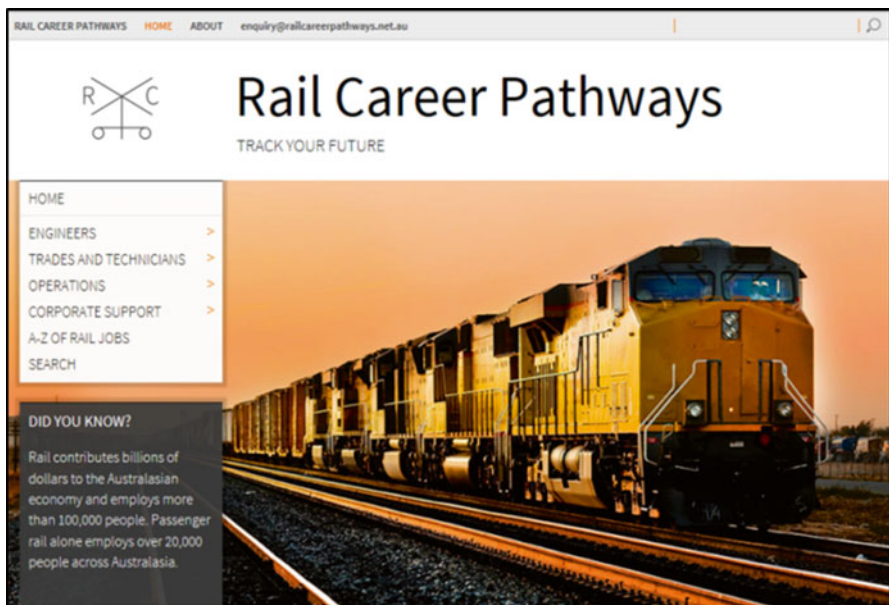 RAIL CAREER PATHWAYS HOME ABOUT enquiry@railcareerpathways.net.au
R C
Rail Career Pathways
TRACK YOUR FUTURE
HOME
ENGINEERS >
TRADES AND TECHNICIANS >
OPERATIONS >
CORPORATE SUPPORT >
A-Z OF RAIL JOBS
SEARCH
DID YOU KNOW?
Rail contributes billions of
dollars to the Australasian
economy and employs more
than 100,000 people. Passenger
rail alone employs over 20,000
people across Australasia.